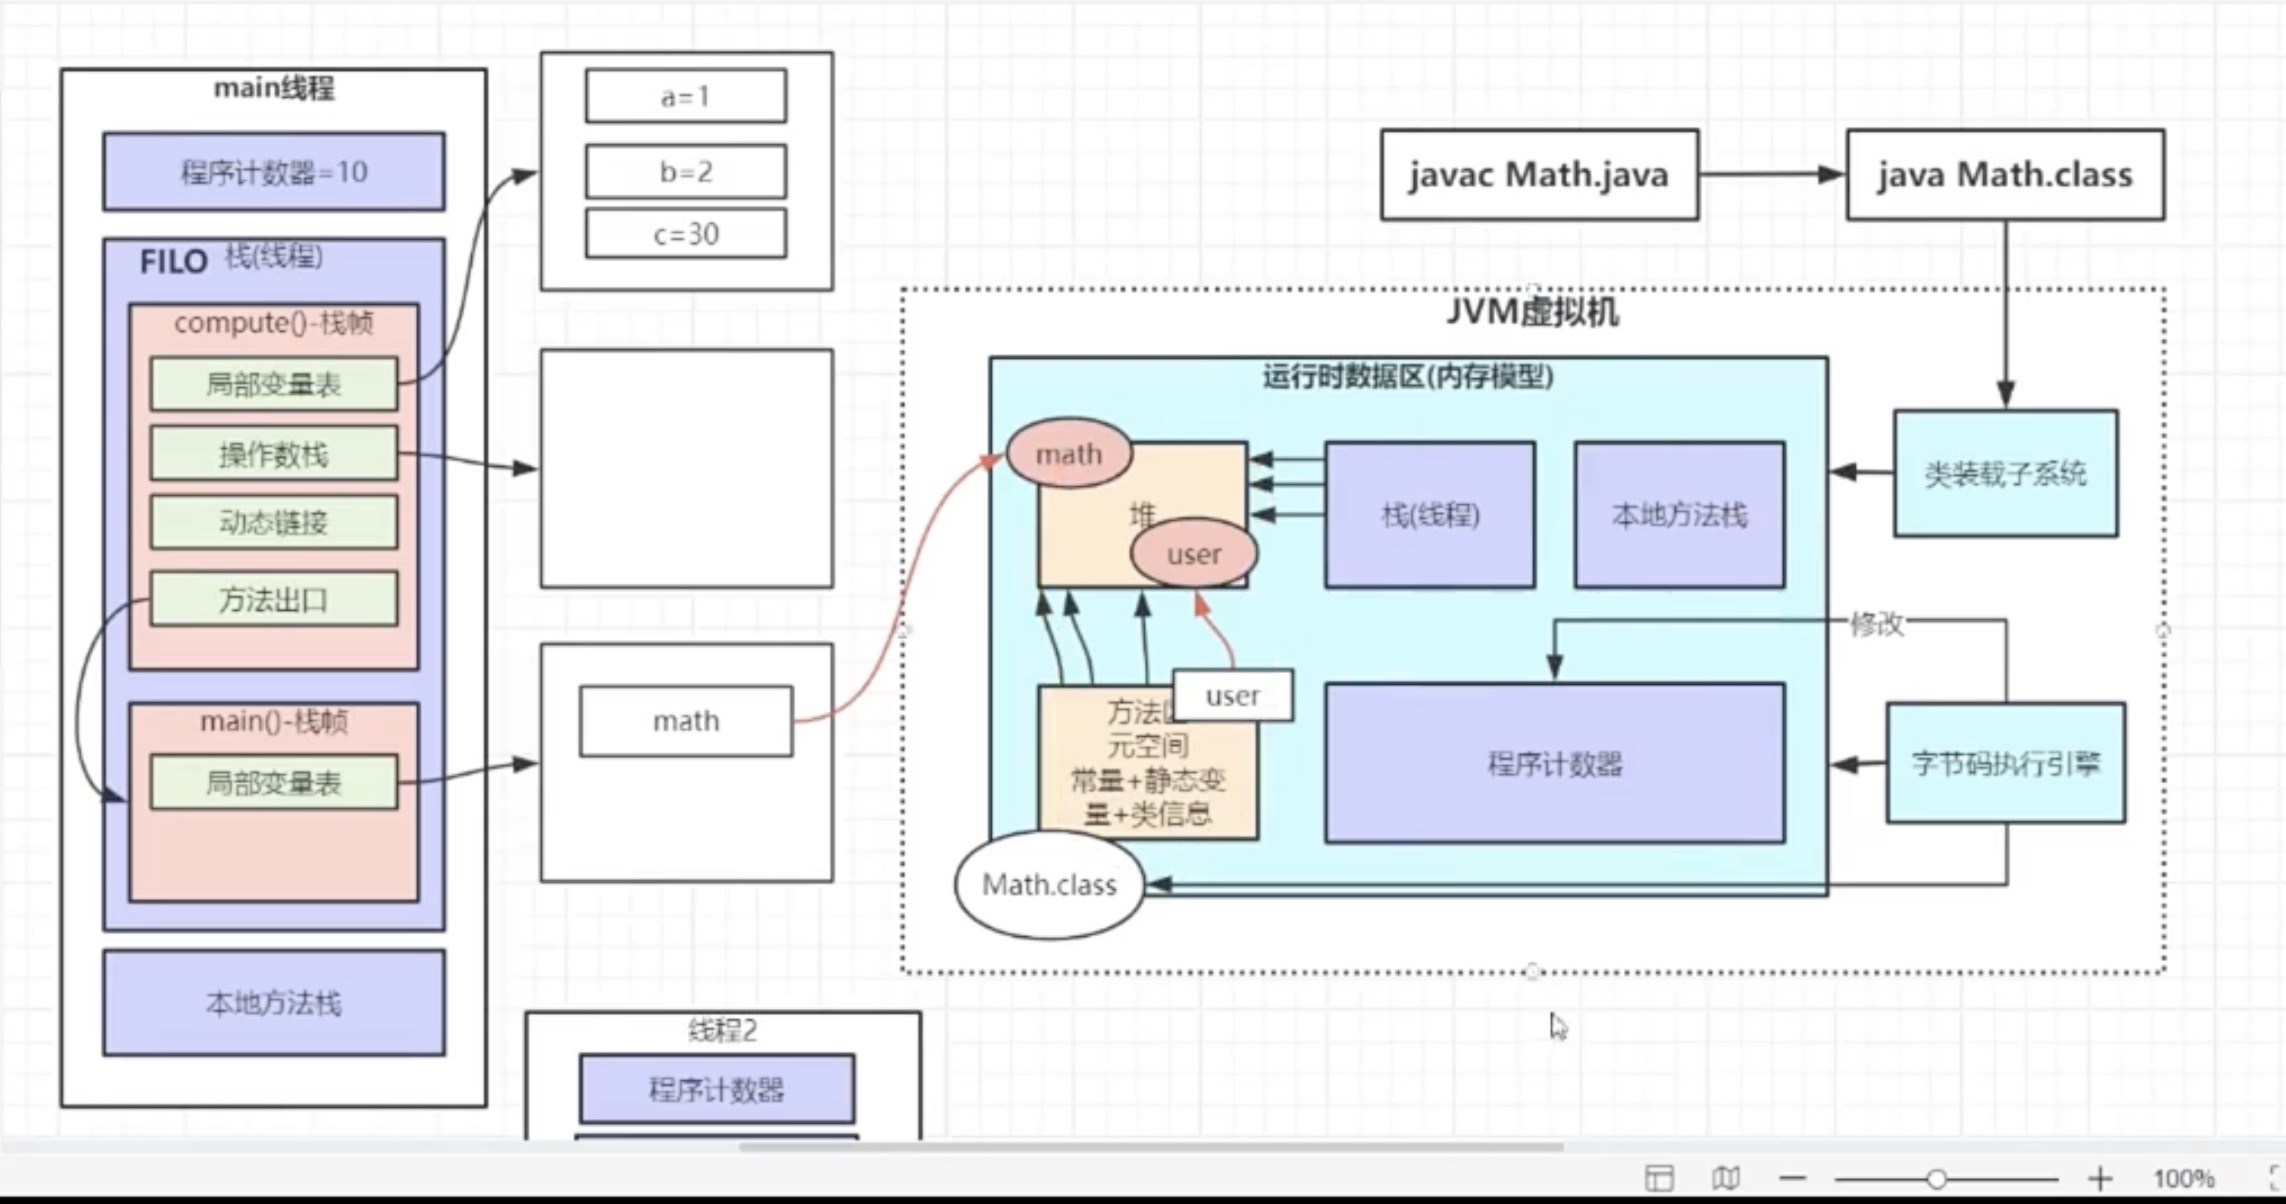 main线程
程序计数器=10
FILO 栈(线程)
compute()-栈帧
局部变量表
操作数栈
动态链接
方法出口
main()-栈帧
局部变量表
本地方法栈
a=1
b=2
c=30
math
线程2
程序计数器
javac Math.java
java Math.class
JVM虚拟机
运行时数据区(内存模型)
math
堆
user
栈(线程)
本地方法栈
类装载子系统
修改
user
方法区
元空间
常量+静态变
量+类信息
程序计数器
字节码执行引擎
Math.class
100%